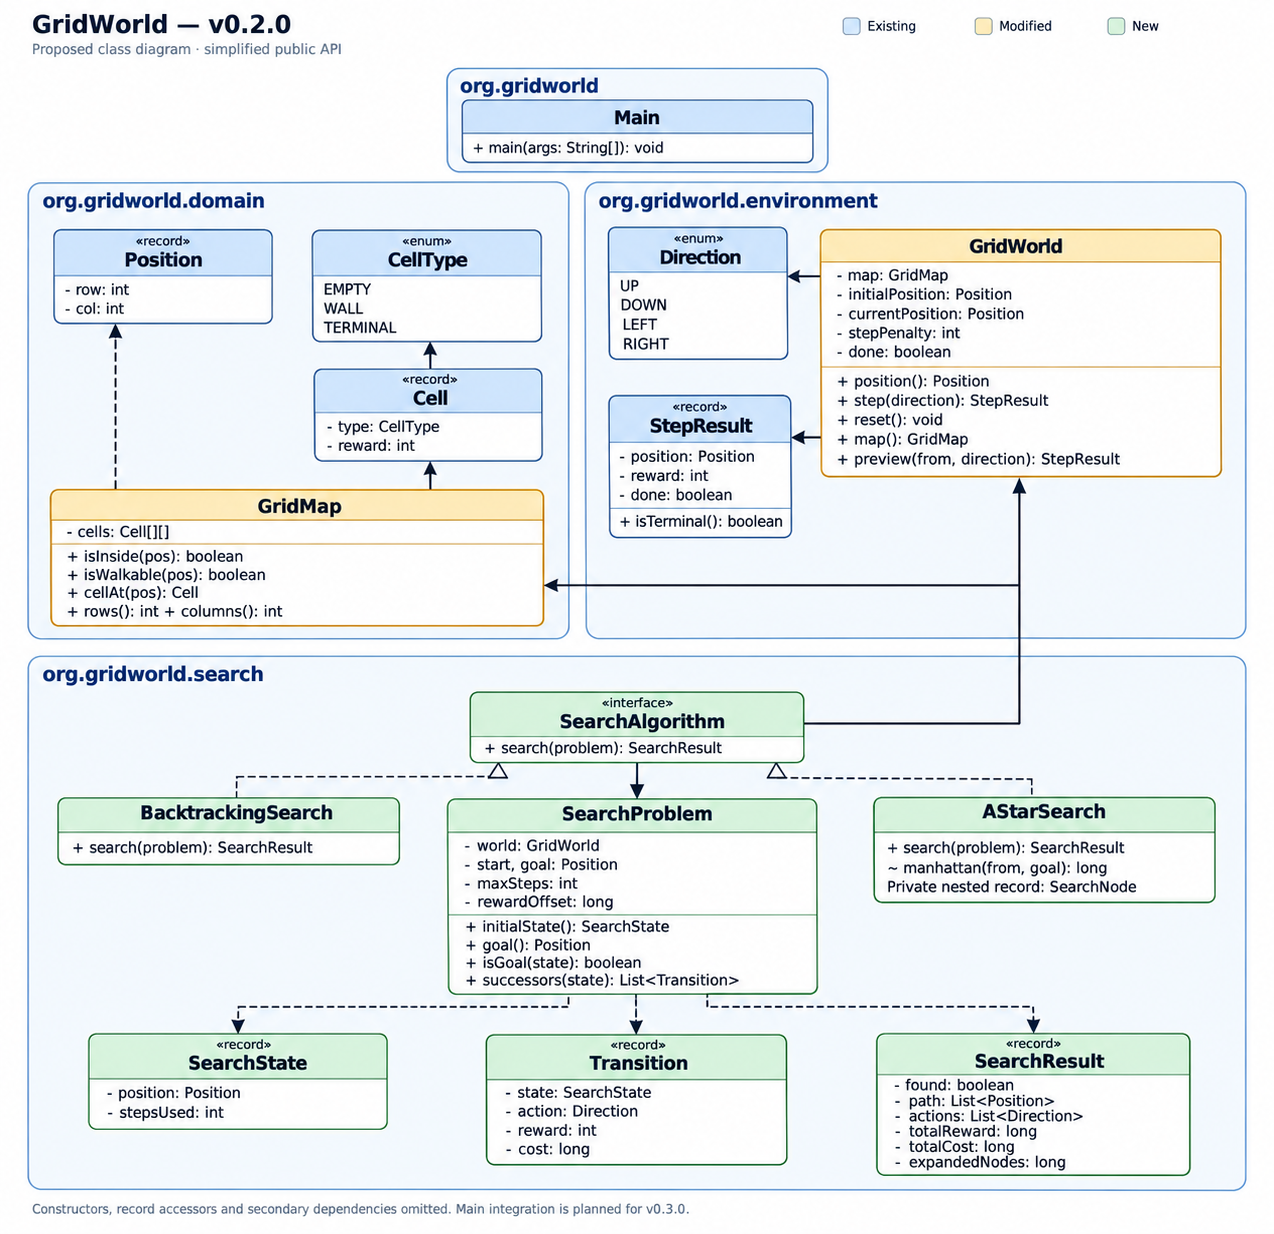 GridWorld — v0.2.0
Proposed class diagram · simplified public API
Existing
Modified
New
org.gridworld
Main
+ main(args: String[]): void
org.gridworld.domain
«record»
Position
- row: int
- col: int
«enum»
CellType
EMPTY
WALL
TERMINAL
«record»
Cell
- type: CellType
- reward: int
GridMap
- cells: Cell[][]
+ isInside(pos): boolean
+ isWalkable(pos): boolean
+ cellAt(pos): Cell
+ rows(): int + columns(): int
org.gridworld.environment
«enum»
Direction
UP
DOWN
LEFT
RIGHT
«record»
StepResult
- position: Position
- reward: int
- done: boolean
+ isTerminal(): boolean
GridWorld
- map: GridMap
- initialPosition: Position
- currentPosition: Position
- stepPenalty: int
- done: boolean
+ position(): Position
+ step(direction): StepResult
+ reset(): void
+ map(): GridMap
+ preview(from, direction): StepResult
org.gridworld.search
«interface»
SearchAlgorithm
+ search(problem): SearchResult
BacktrackingSearch
+ search(problem): SearchResult
SearchProblem
- world: GridWorld
- start, goal: Position
- maxSteps: int
- rewardOffset: long
+ initialState(): SearchState
+ goal(): Position
+ isGoal(state): boolean
+ successors(state): List<Transition>
AStarSearch
+ search(problem): SearchResult
~ manhattan(from, goal): long
Private nested record: SearchNode
«record»
SearchState
- position: Position
- stepsUsed: int
«record»
Transition
- state: SearchState
- action: Direction
- reward: int
- cost: long
«record»
SearchResult
- found: boolean
- path: List<Position>
- actions: List<Direction>
- totalReward: long
- totalCost: long
- expandedNodes: long
Constructors, record accessors and secondary dependencies omitted. Main integration is planned for v0.3.0.